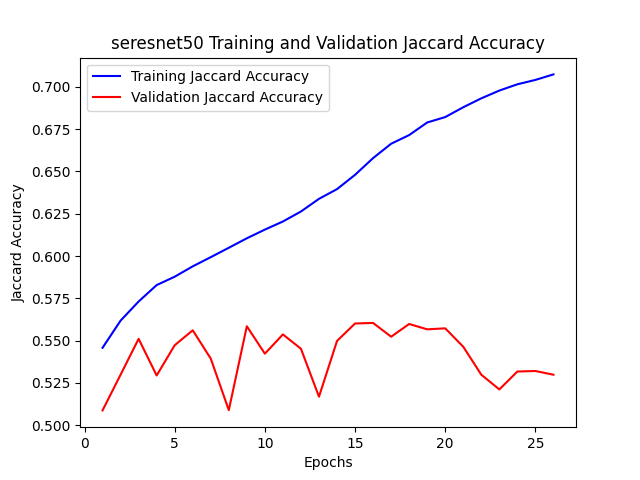 seresnet50 Training and Validation Jaccard Accuracy
Training Jaccard Accuracy
Validation Jaccard Accuracy
Jaccard Accuracy
0.700
0.675
0.650
0.625
0.600
0.575
0.550
0.525
0.500
0 5 10 15 20 25
Epochs